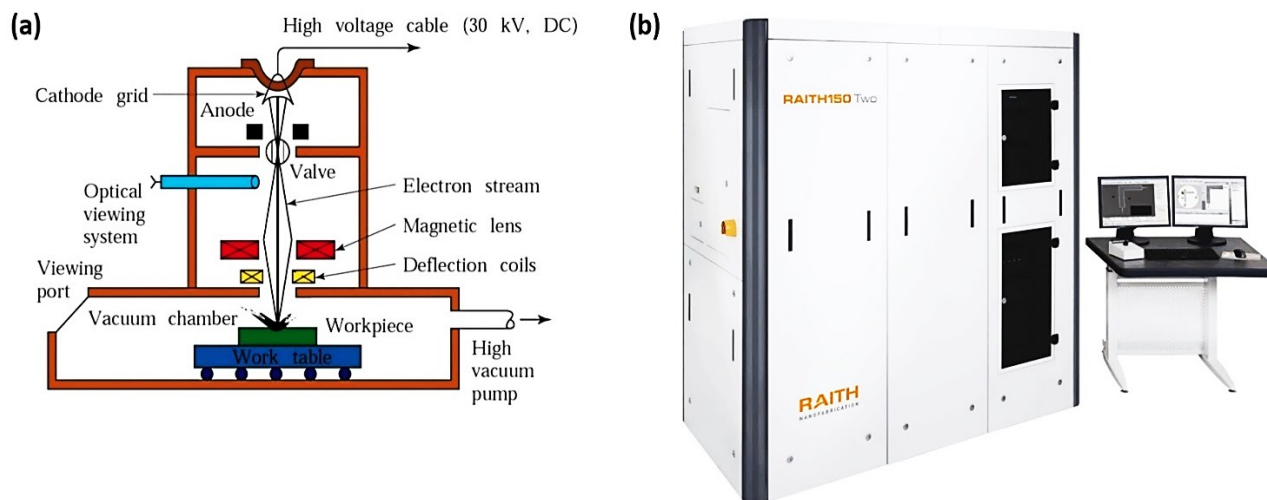 (a)
High voltage cable (30 kV, DC)
Cathode grid
Anode
Valve
Optical
viewing
system
Electron stream
Magnetic lens
Deflection coils
Viewing
port
Vacuum chamber
Workpiece
Work table
High
vacuum
pump
(b)
RAITH150 Two
RAITH
NANOFABRICATION